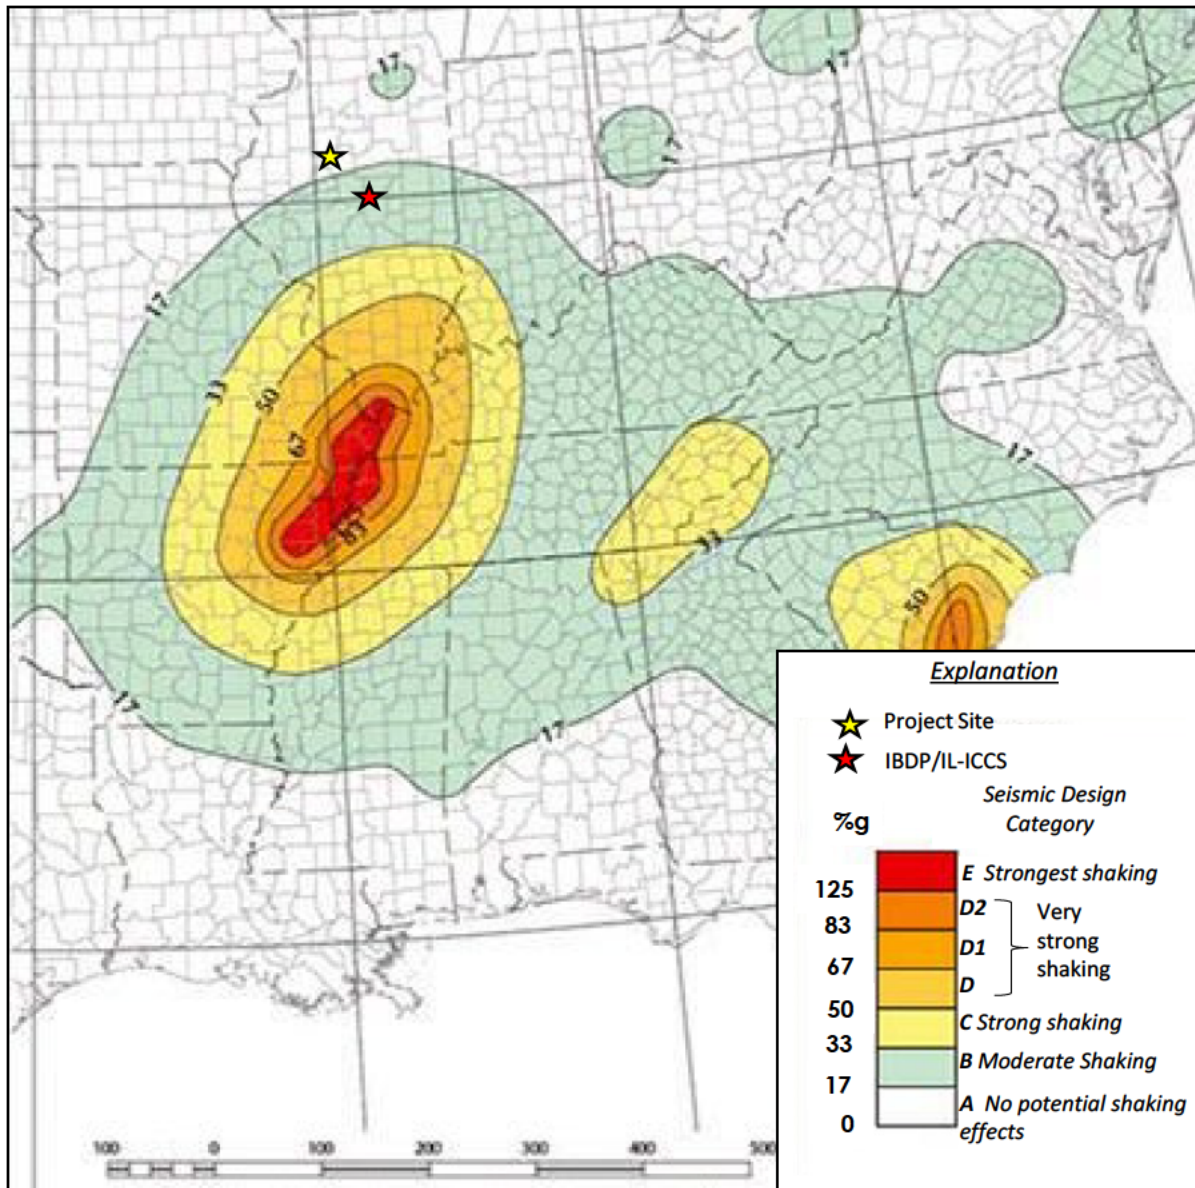 17
17
17
17
33
50
67
83
33
17
50
17
17
Explanation
Project Site
IBDP/IL-ICCS
Seismic Design
Category
%g
E Strongest shaking
125
D2
Very
83
strong
D1
shaking
67
D
50
C Strong shaking
33
B Moderate Shaking
17
A No potential shaking
effects
0
100 0 100 200 300 400 500